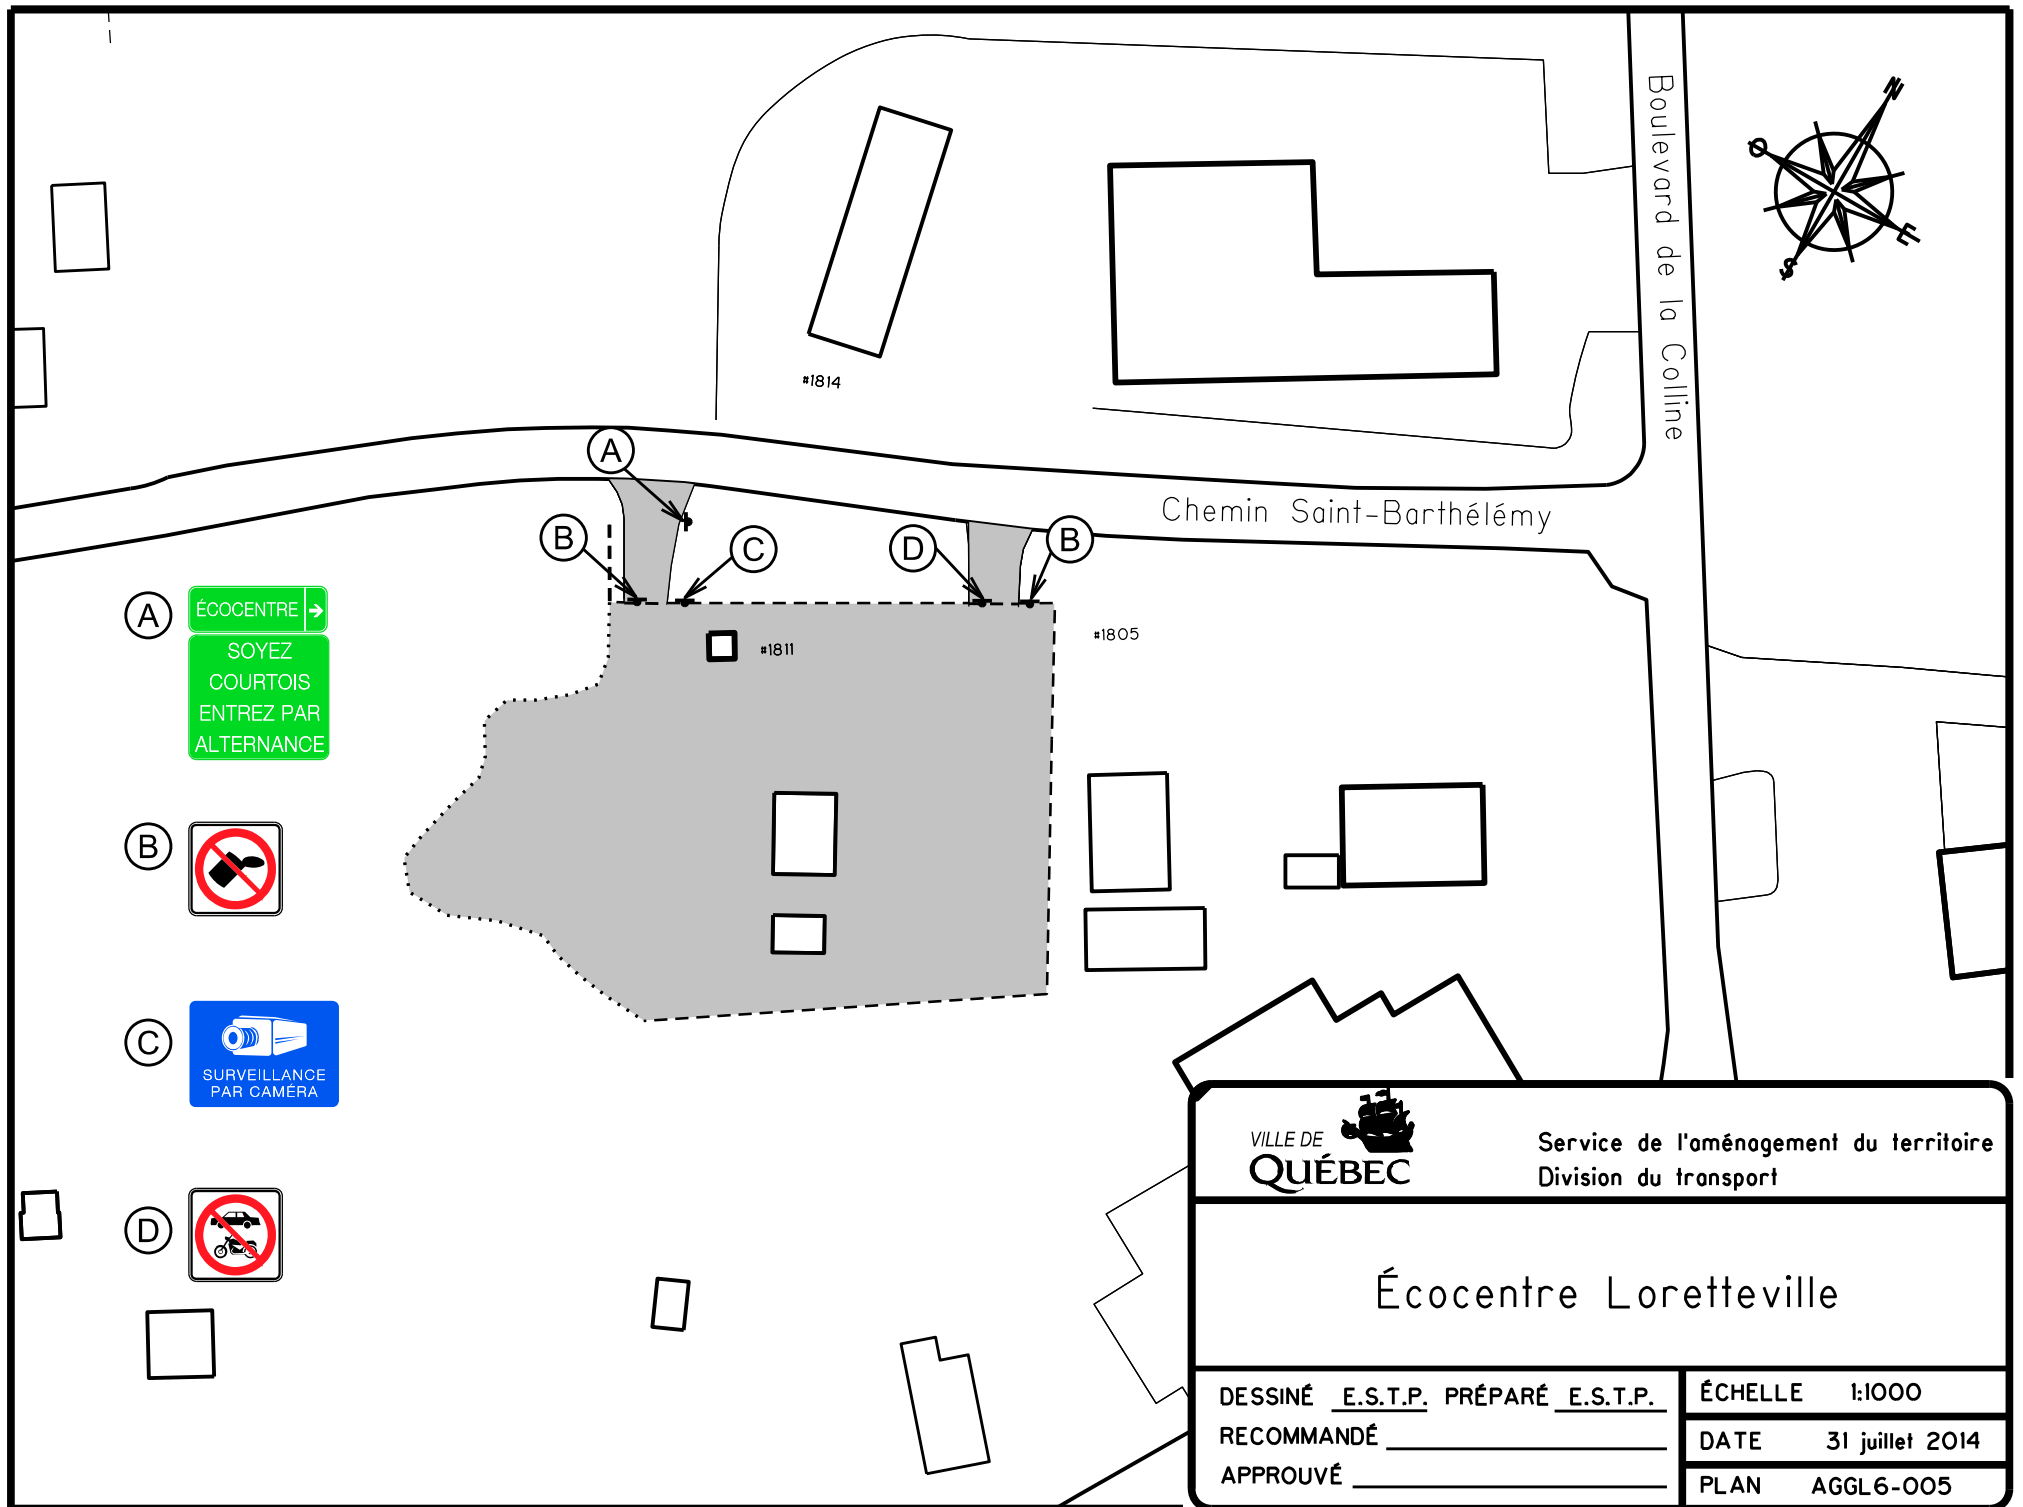 Boulevard de la Colline
N
O
E
S
#1814
A
Chemin Saint-Barthélémy
B
C
D
B
#1811
#1805
A
ÉCOCENTRE
SOYEZ
COURTOIS
ENTREZ PAR
ALTERNANCE
B
C
SURVEILLANCE
PAR CAMÉRA
D
VILLE DE
QUÉBEC
Service de l'aménagement du territoire
Division du transport
Écocentre Loretteville
DESSINÉ E.S.T.P. PRÉPARÉ E.S.T.P.
RECOMMANDÉ
APPROUVÉ
ÉCHELLE 1:1000
DATE 31 juillet 2014
PLAN AGGL6-005